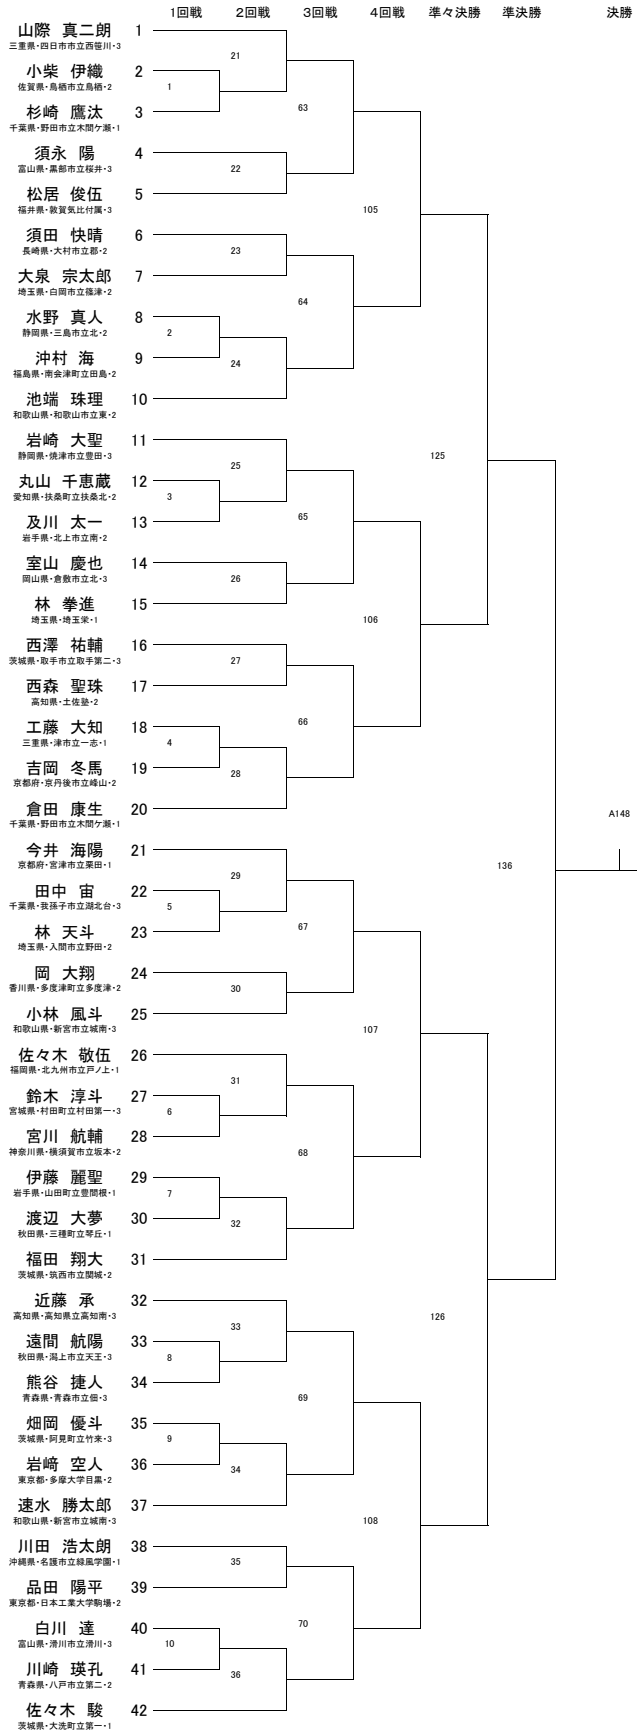 1回戦 2回戦 3回戦 4回戦 準々決勝 準決勝 決勝
山際 真二朗 1
三重県・四日市市立西笹川・3
21
小柴 伊織 2
佐賀県・鳥栖市立鳥栖・2
1
杉崎 鷹汰 3
千葉県・野田市立木間ケ瀬・1
63
須永 陽 4
富山県・黒部市立桜井・3
22
松居 俊伍 5
福井県・敦賀気比付属・3
105
須田 快晴 6
長崎県・大村市立郡・2
23
大泉 宗太郎 7
埼玉県・白岡市立篠津・2
64
水野 真人 8
静岡県・三島市立北・2
2
沖村 海 9
福島県・南会津町立田島・2
24
池端 珠理 10
和歌山県・和歌山市立東・2
岩崎 大聖 11
静岡県・焼津市立豊田・3
125
25
丸山 千恵蔵 12
愛知県・扶桑町立扶桑北・2
3
65
及川 太一 13
岩手県・北上市立南・2
室山 慶也 14
岡山県・倉敷市立北・3
26
林 拳進 15
埼玉県・埼玉栄・1
106
西澤 祐輔 16
茨城県・取手市立取手第二・3
27
西森 聖珠 17
高知県・土佐塾・2
66
工藤 大知 18
三重県・津市立一志・1
4
吉岡 冬馬 19
京都府・京丹後市立峰山・2
28
倉田 康生 20
千葉県・野田市立木間ケ瀬・1
A148
今井 海陽 21
京都府・宮津市立栗田・1
136
29
田中 宙 22
千葉県・我孫子市立湖北台・3
5
67
林 天斗 23
埼玉県・入間市立野田・2
岡 大翔 24
香川県・多度津町立多度津・2
30
小林 風斗 25
和歌山県・新宮市立城南・3
107
佐々木 敬伍 26
福岡県・北九州市立戸ノ上・1
31
鈴木 淳斗 27
宮城県・村田町立村田第一・3
6
宮川 航輔 28
神奈川県・横須賀市立坂本・2
68
伊藤 麗聖 29
岩手県・山田町立豊間根・1
7
渡辺 大夢 30
秋田県・三種町立琴丘・1
32
福田 翔大 31
茨城県・筑西市立関城・2
近藤 承 32
高知県・高知県立高知南・3
126
33
遠間 航陽 33
秋田県・潟上市立天王・3
8
熊谷 捷人 34
青森県・青森市立佃・3
69
畑岡 優斗 35
茨城県・阿見町立竹来・3
9
岩﨑 空人 36
東京都・多摩大学目黒・2
34
速水 勝太郎 37
和歌山県・新宮市立城南・3
108
川田 浩太朗 38
沖縄県・名護市立緑風学園・1
35
品田 陽平 39
東京都・日本工業大学駒場・2
70
白川 達 40
富山県・滑川市立滑川・3
10
川崎 瑛孔 41
青森県・八戸市立第二・2
36
佐々木 駿 42
茨城県・大洗町立第一・1